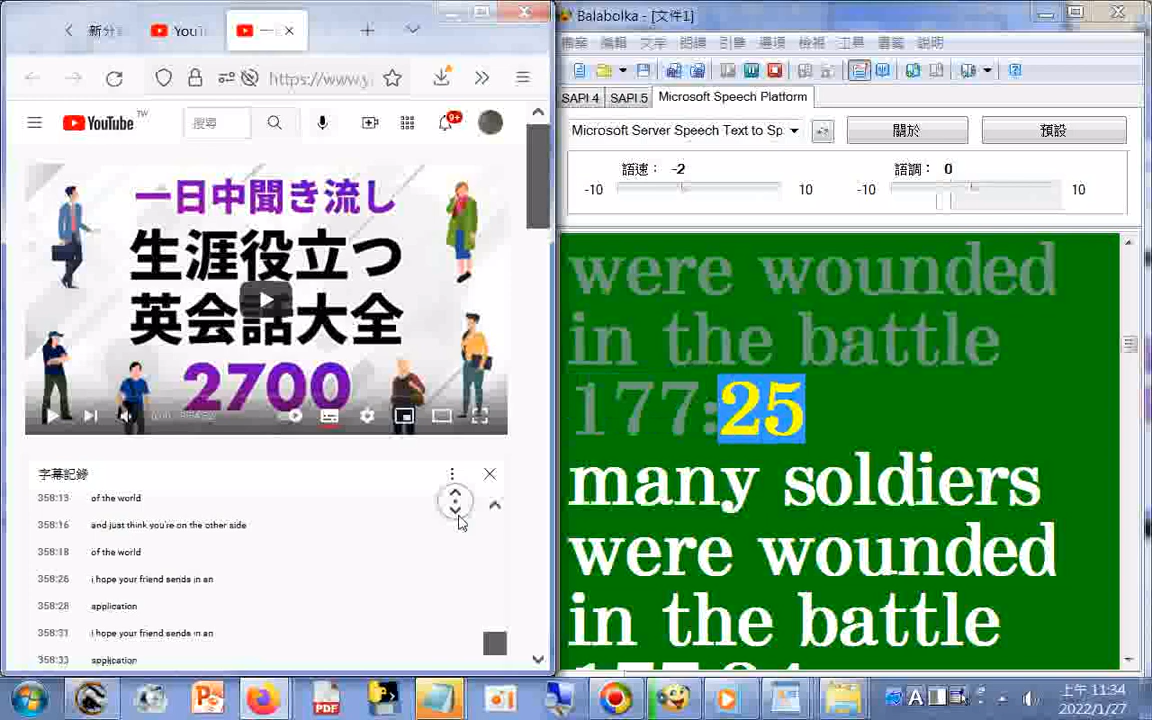 新分
YouT
一
https://www.y
YouTube TW
搜尋
9+
一日中聞き流し
生涯役立つ
英会話大全
2700
字幕記錄
358:13 of the world
358:16 and just think you're on the other side
358:18 of the world
358:26 i hope your friend sends in an
358:28 application
358:31 i hope your friend sends in an
358:33 application
Balabolka - [文件1]
檔案 編輯 文字 朗讀 引擎 選項 檢視 工具 書籤 說明
SAPI 4 SAPI 5 Microsoft Speech Platform
Microsoft Server Speech Text to Sp
關於
預設
語速： -2
-10 10
語調： 0
-10 10
were wounded
in the battle
177:25
many soldiers
were wounded
in the battle
PDF
A
上午 11:34
2022/1/27